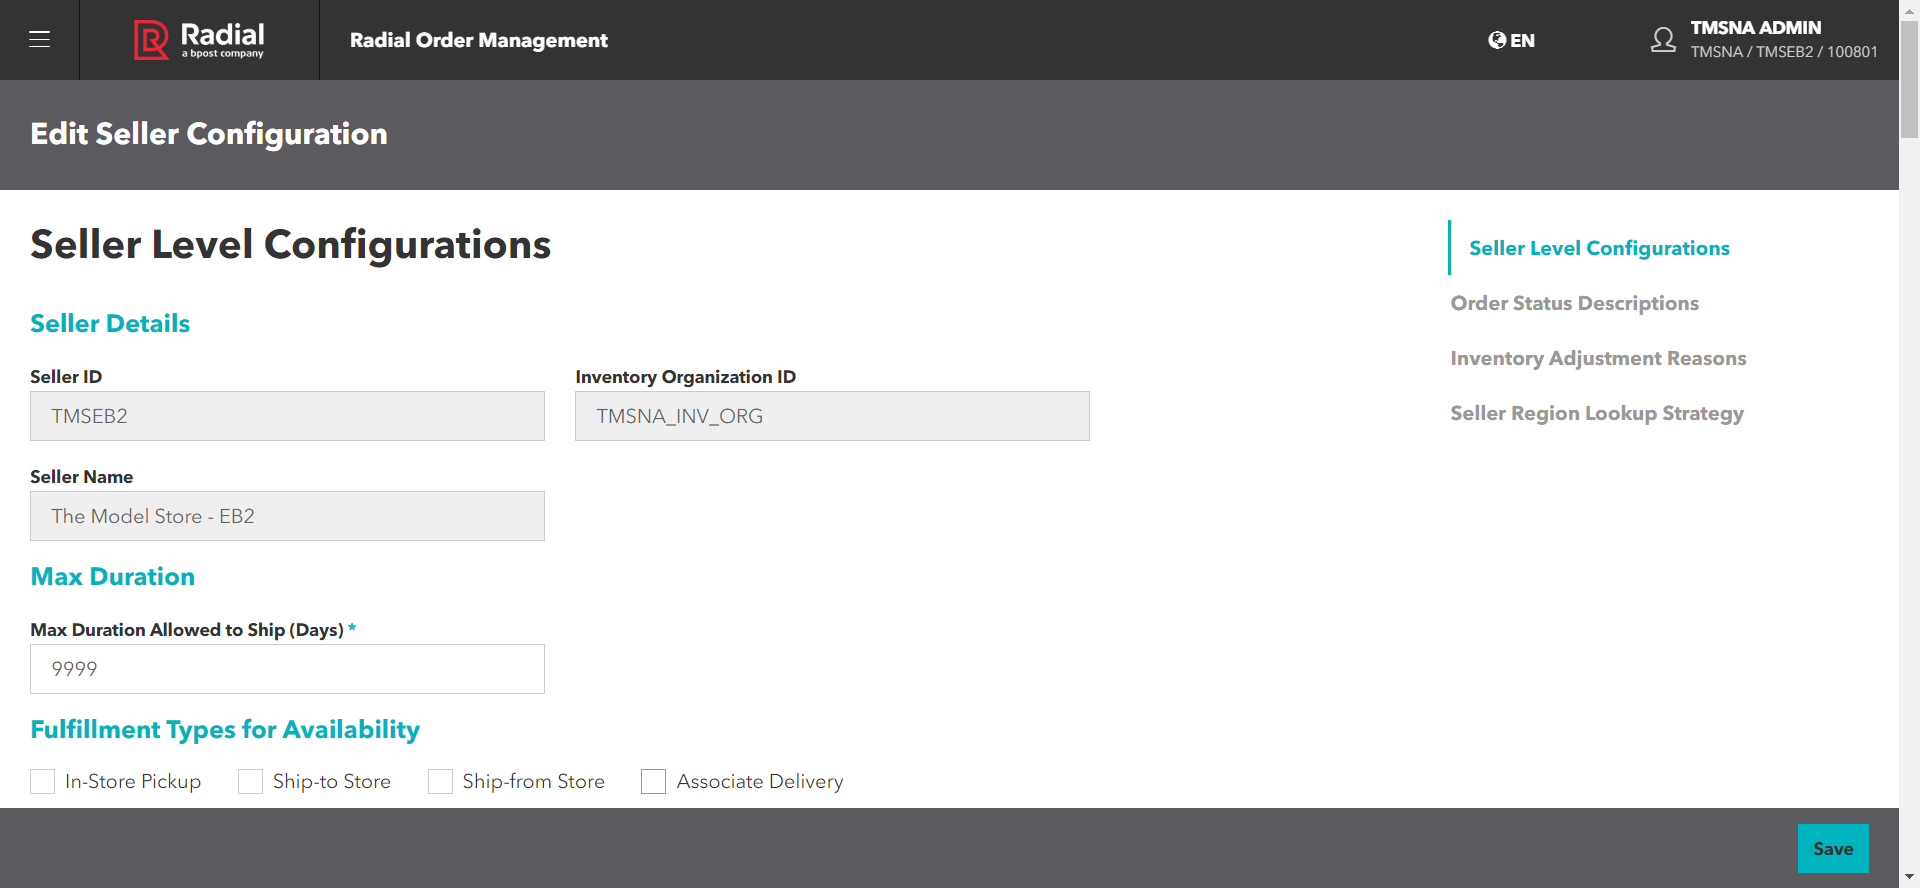 Radial
a bpost company
Radial Order Management
EN
TMSNA ADMIN
TMSNA / TMSEB2 / 100801
Edit Seller Configuration
Seller Level Configurations
Seller Details
Seller ID
Inventory Organization ID
TMSEB2
TMSNA_INV_ORG
Seller Name
The Model Store - EB2
Max Duration
Max Duration Allowed to Ship (Days) *
9999
Fulfillment Types for Availability
In-Store Pickup
Ship-to Store
Ship-from Store
Associate Delivery
Seller Level Configurations
Order Status Descriptions
Inventory Adjustment Reasons
Seller Region Lookup Strategy
Save